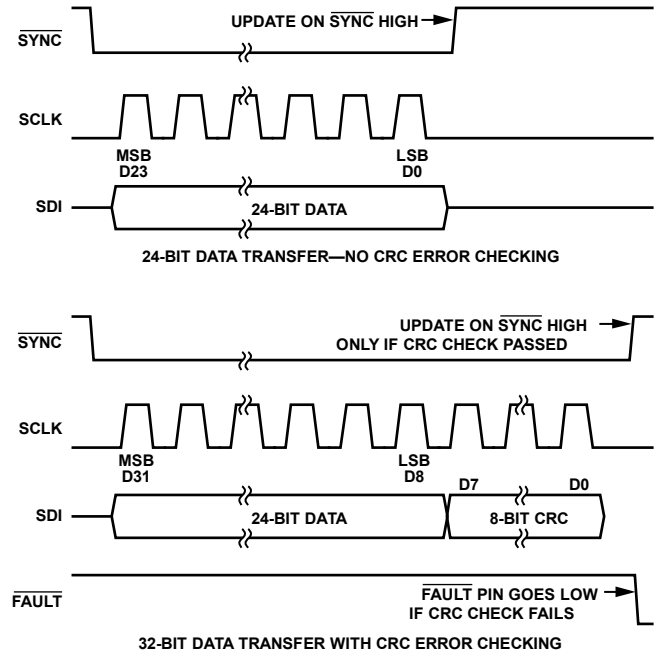 UPDATE ON SYNC HIGH
SYNC
SCLK
MSB
D23
LSB
D0
SDI
24-BIT DATA
24-BIT DATA TRANSFER—NO CRC ERROR CHECKING
UPDATE ON SYNC HIGH
ONLY IF CRC CHECK PASSED
SYNC
SCLK
MSB
D31
LSB
D8
D7
D0
SDI
24-BIT DATA
8-BIT CRC
FAULT
FAULT PIN GOES LOW
IF CRC CHECK FAILS
32-BIT DATA TRANSFER WITH CRC ERROR CHECKING